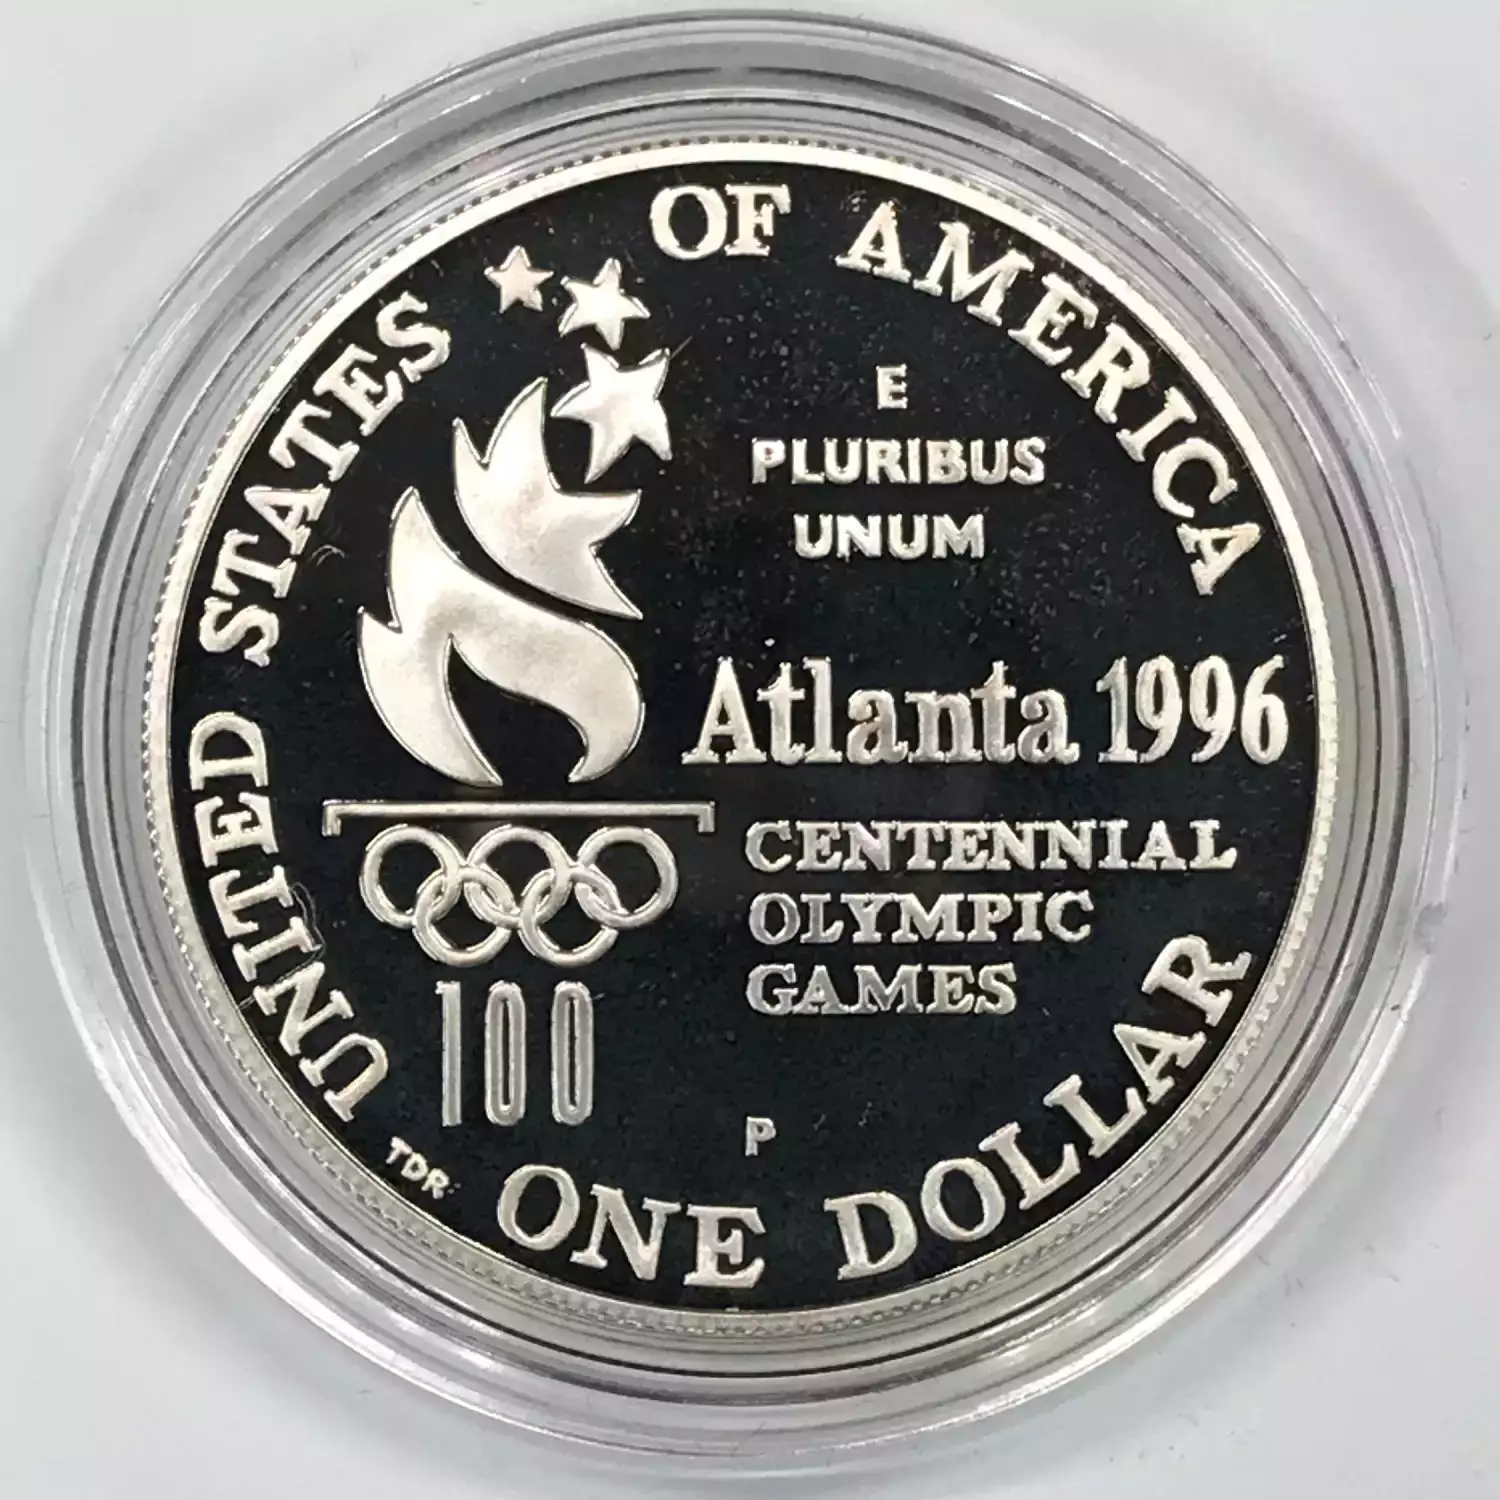 UNITED STATES OF AMERICA
E
PLURIBUS
UNUM
Atlanta 1996
CENTENNIAL
OLYMPIC
GAMES
100
P
TDR
ONE DOLLAR